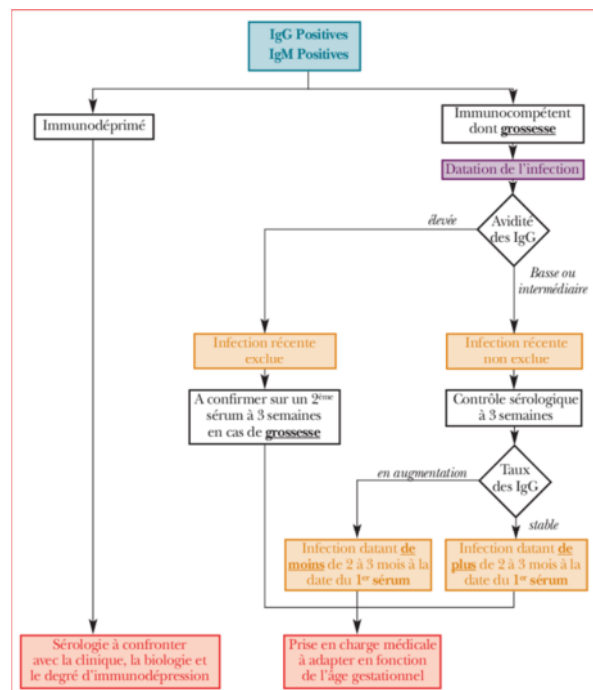 IgG Positives
IgM Positives
Immunodéprimé
Immunocompétent
dont grossesse
Datation de l'infection
élevée
Avidité
des IgG
Basse ou
intermédiaire
Infection récente
exclue
Infection récente
non exclue
A confirmer sur un 2ème
sérum à 3 semaines
en cas de grossesse
Contrôle sérologique
à 3 semaines
en augmentation
Taux
des IgG
stable
Infection datant de
moins de 2 à 3 mois à la
date du 1er sérum
Infection datant de
plus de 2 à 3 mois à la
date du 1er sérum
Sérologie à confronter
avec la clinique, la biologie et
le degré d'immunodépression
Prise en charge médicale
à adapter en fonction
de l'âge gestationnel